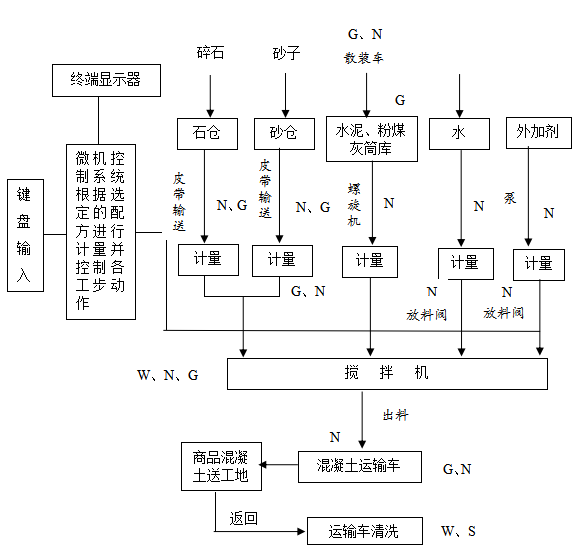 G、N
碎石
砂子
散装车
终端显示器
G
石仓
砂仓
水泥、粉煤
灰筒库
水
外加剂
微机控
制系统
根据选
定的配
方进行
计量并
控制各
工步动
作
键
盘
输
入
皮带输送
N、G
皮带输送
N、G
螺旋机
N
N
泵
N
计量
计量
计量
计量
计量
G、N
N
N
放料阀
放料阀
W、N、G
搅拌机
出料
N
商品混凝
土送工地
混凝土运输车
G、N
返回
运输车清洗
W、S